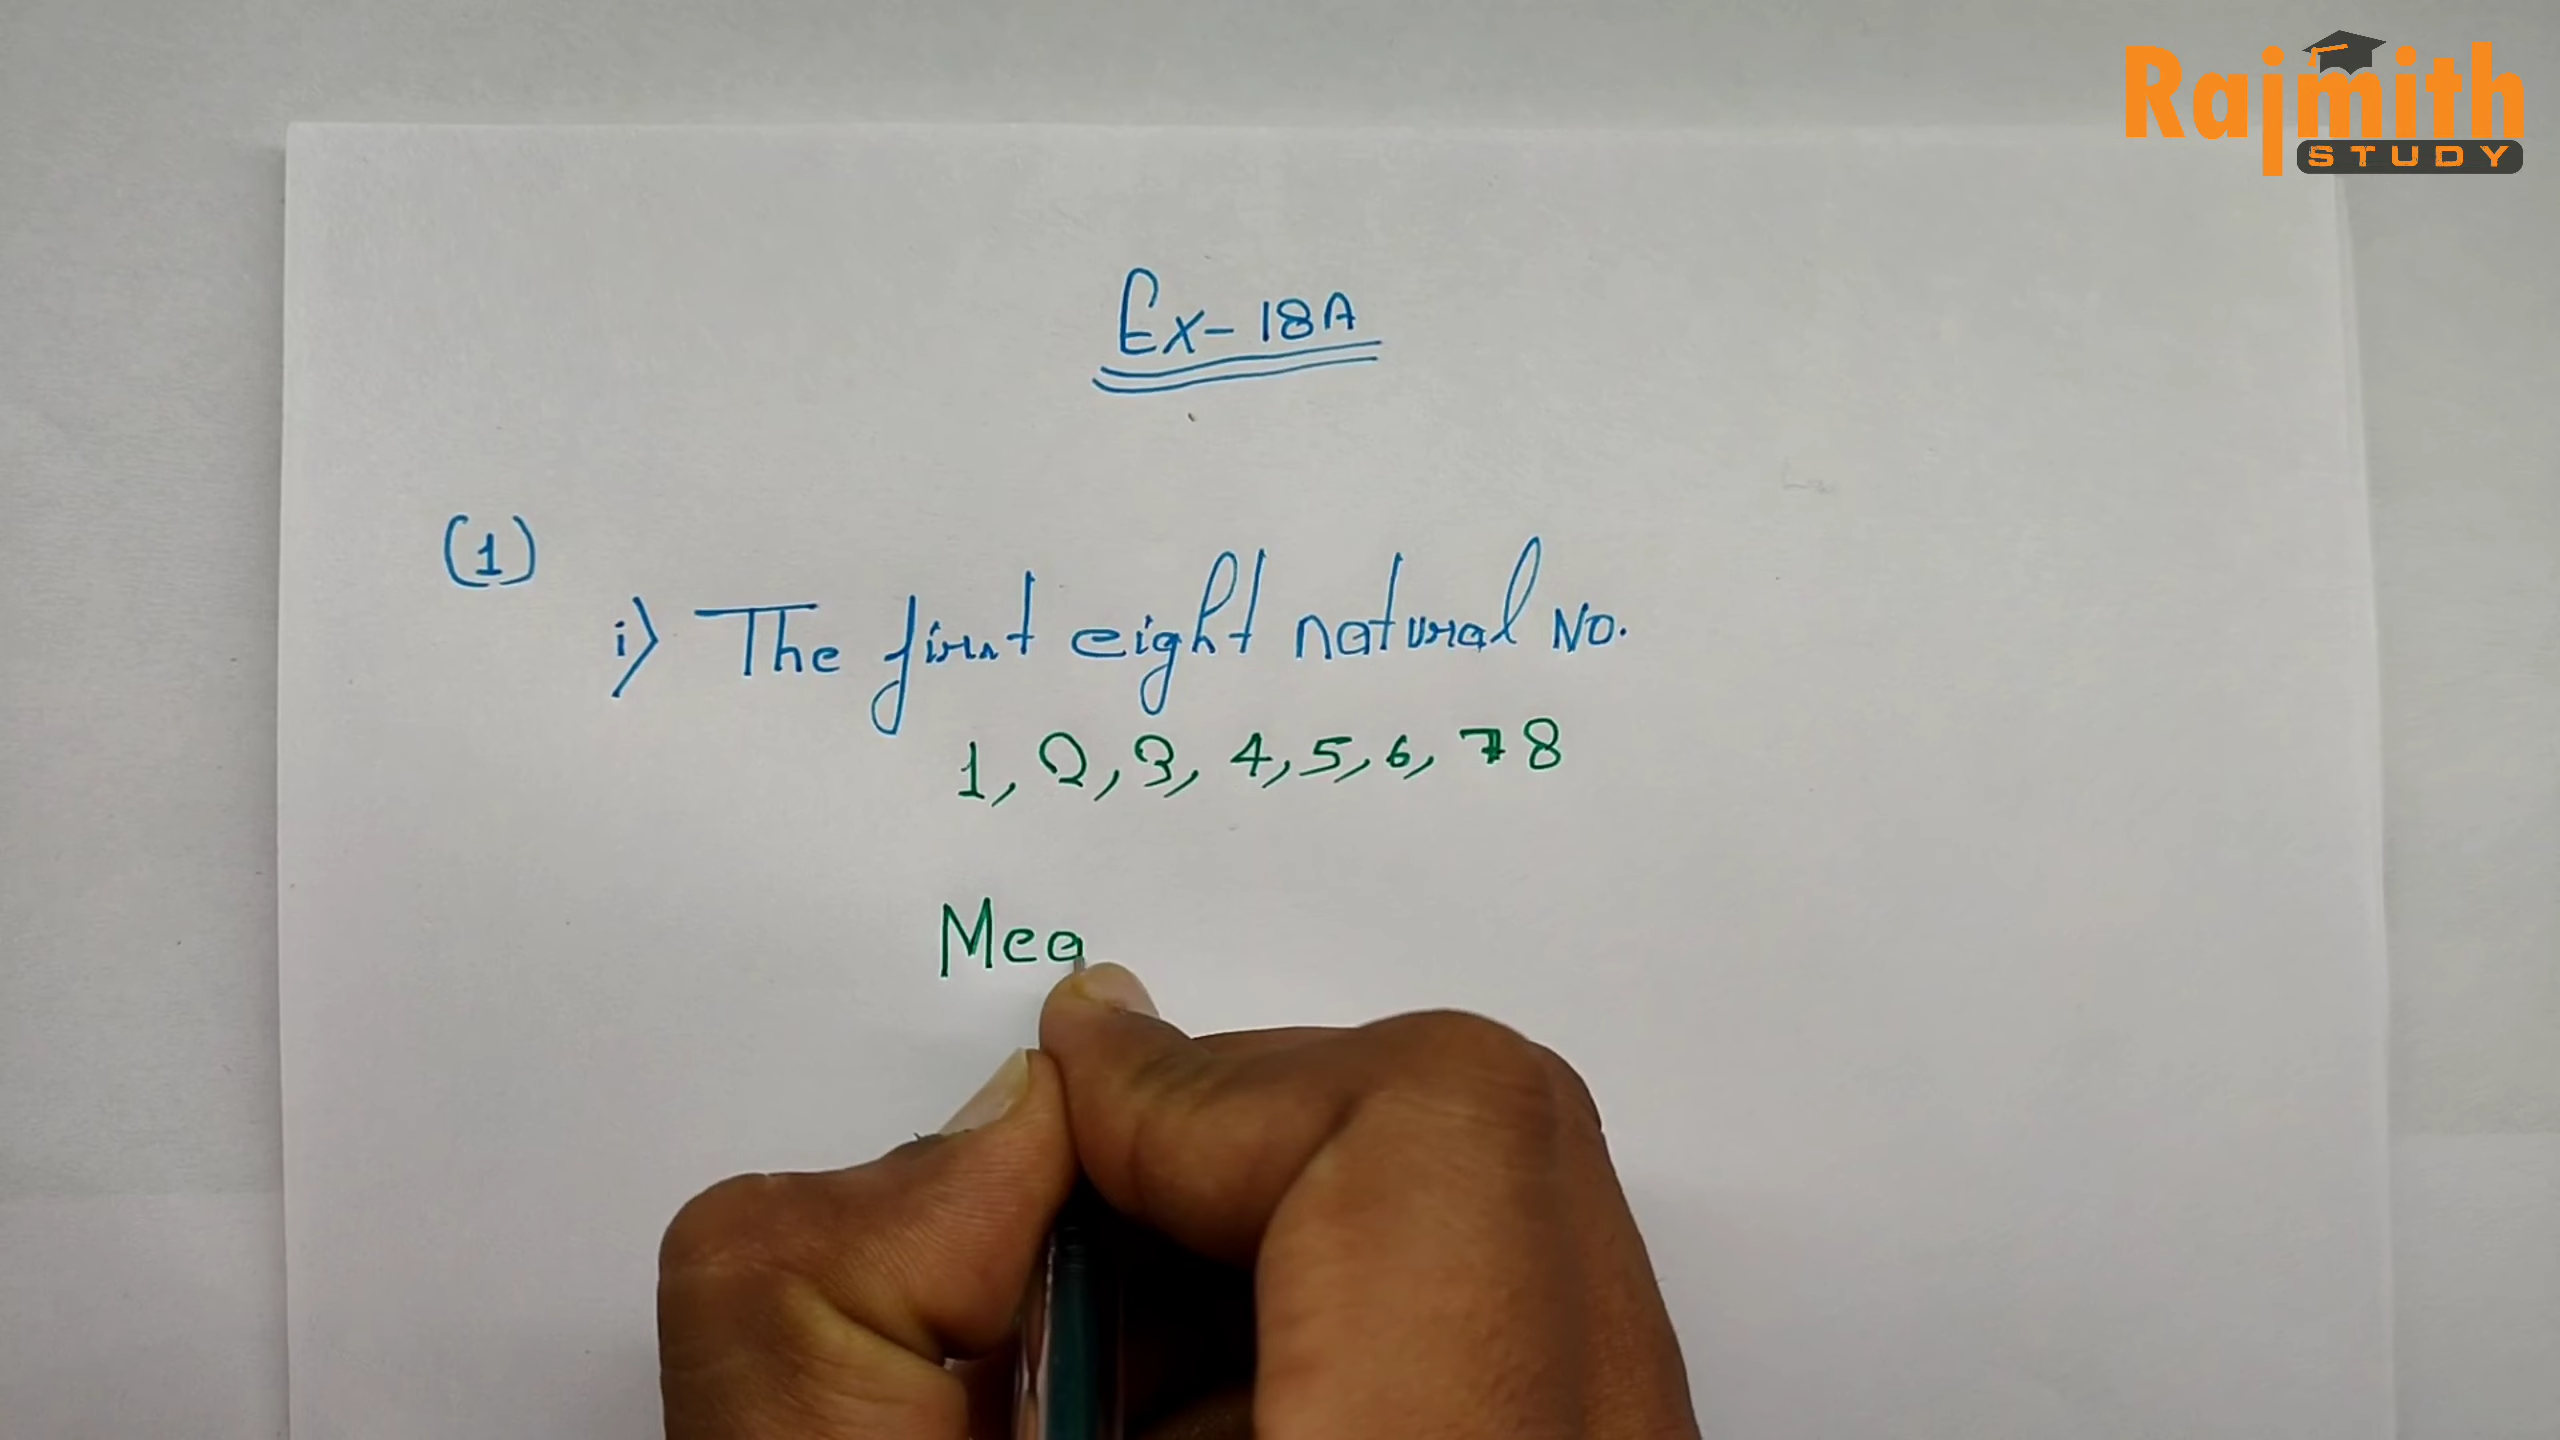 Rajmith
STUDY
Ex-18A
(1)
i) The first eight natural No.
1, 2, 3, 4, 5, 6, 7 8
Mea